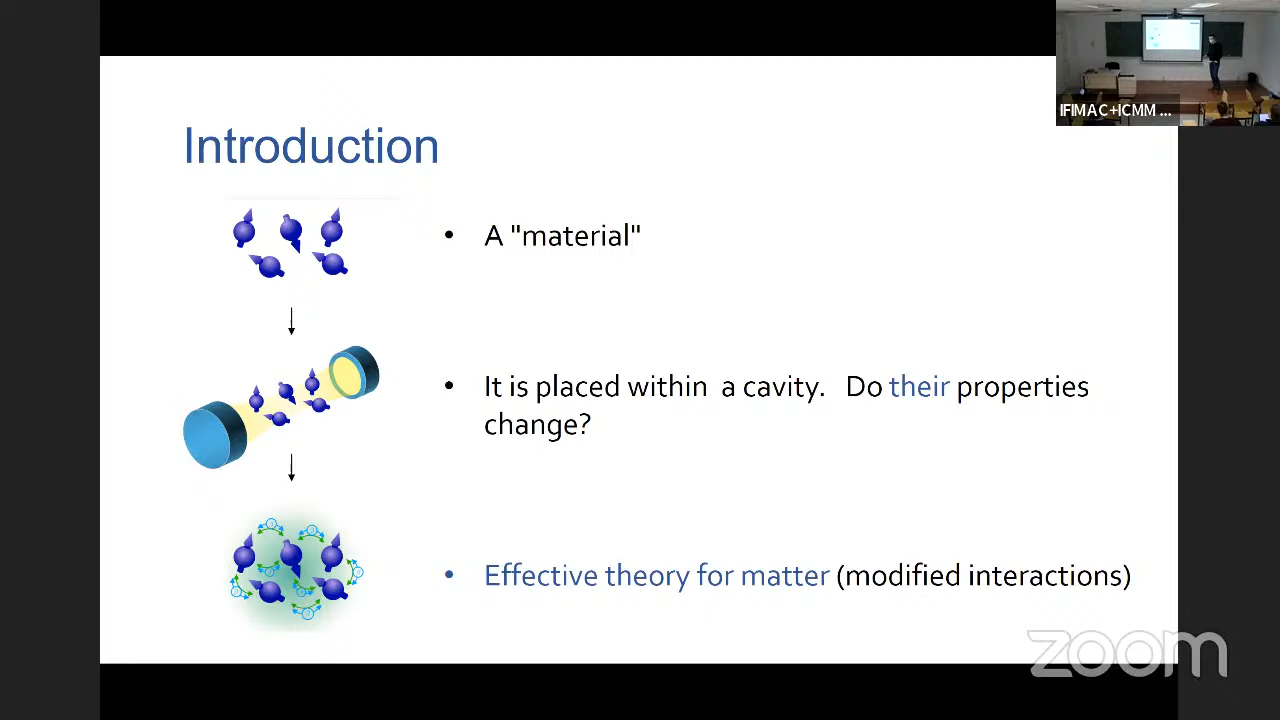 IFIMAC+ICMM ...
Introduction
• A "material"
• It is placed within a cavity. Do their properties
change?
• Effective theory for matter (modified interactions)
zoom